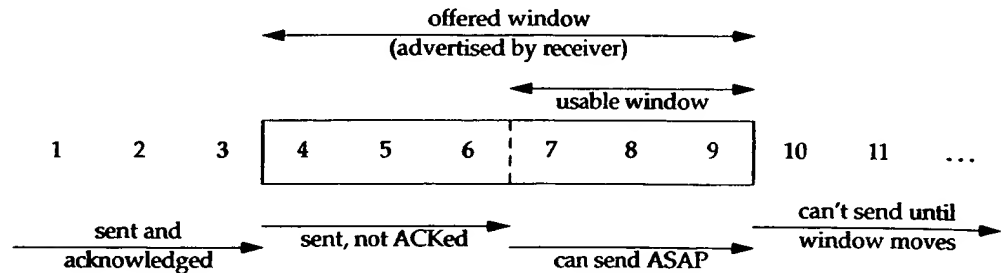 offered window
(advertised by receiver)
usable window
1 2 3 4 5 6 7 8 9 10 11 ...
sent and
acknowledged
sent, not ACKed
can send ASAP
can't send until
window moves